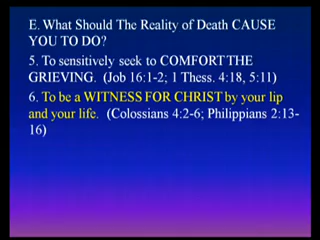 E. What Should The Reality of Death CAUSE
YOU TO DO?
5. To sensitively seek to COMFORT THE
GRIEVING. (Job 16:1-2; 1 Thess. 4:18, 5:11)
6. To be a WITNESS FOR CHRIST by your lip
and your life. (Colossians 4:2-6; Philippians 2:13-
16)